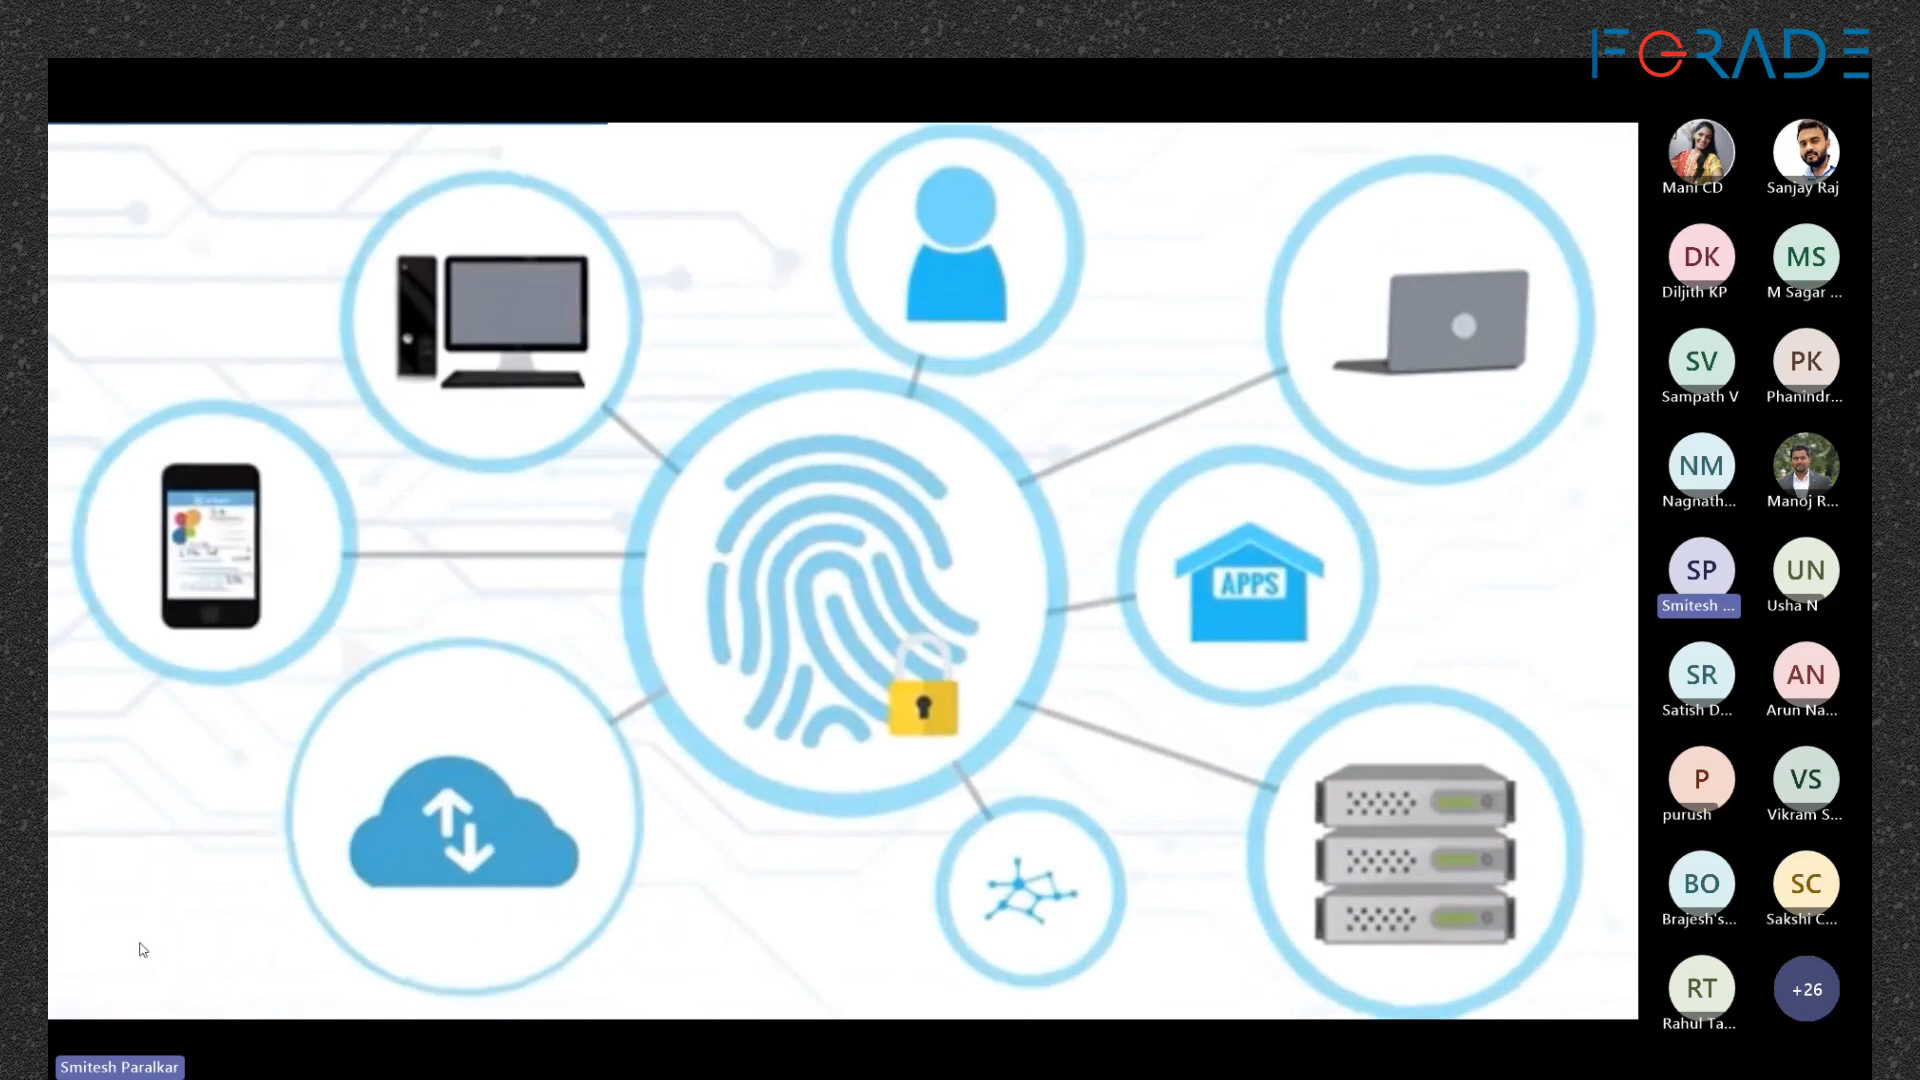 FGRADE
Mani CD
Sanjay Raj
DK
MS
Diljith KP
M Sagar ...
SV
PK
Sampath V
Phanindr...
NM
Nagnath...
Manoj R...
SP
UN
Smitesh ...
Usha N
SR
AN
Satish D...
Arun Na...
P
VS
purush
Vikram S...
BO
SC
Brajesh's...
Sakshi C...
RT
+26
Rahul Ta...
APPS
Smitesh Paralkar